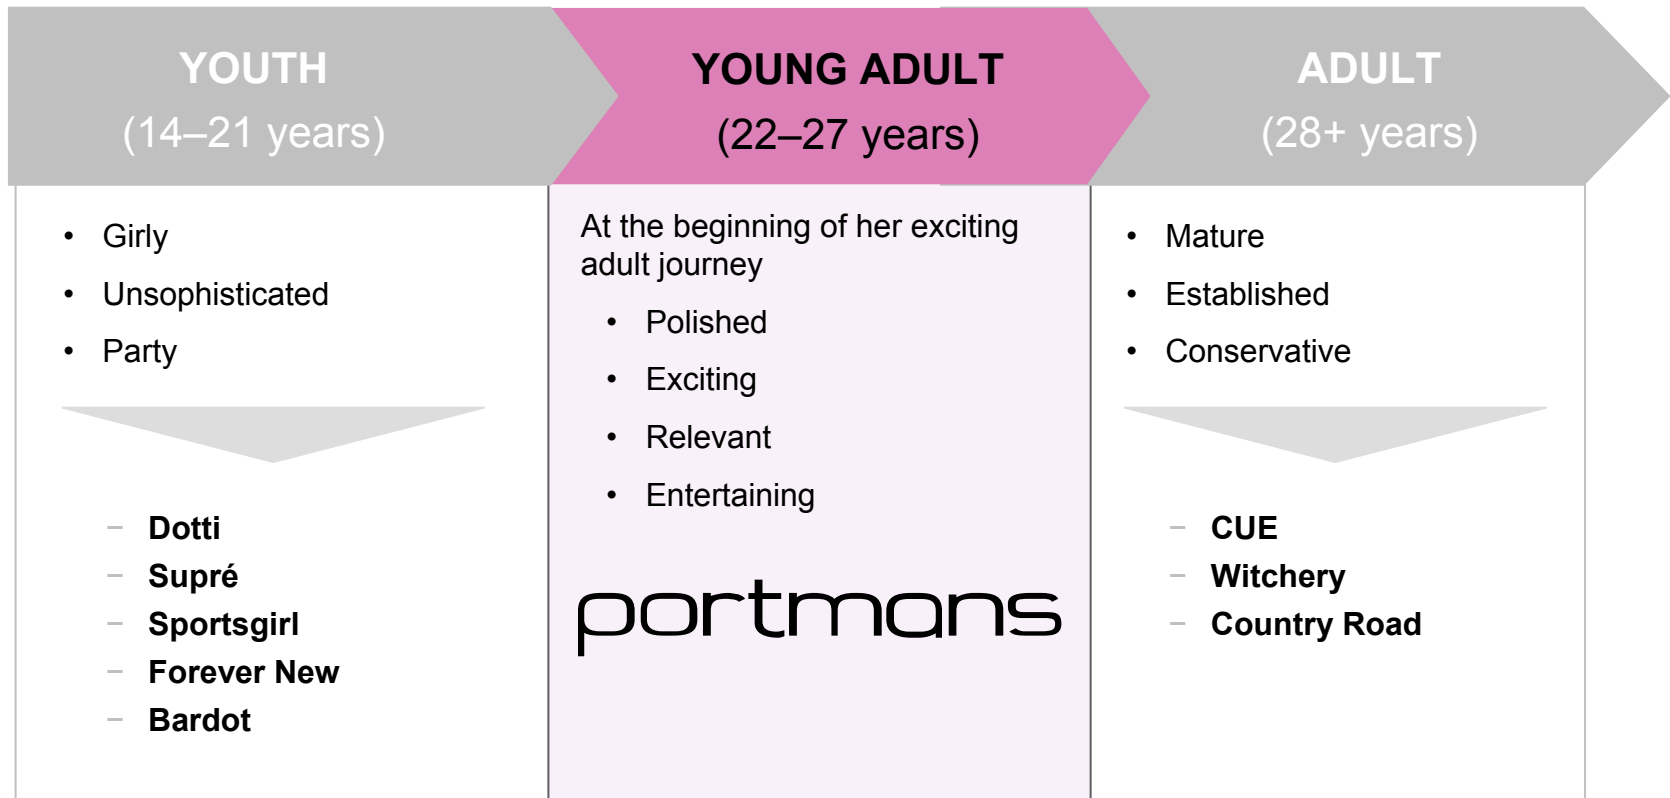 YOUTH
(14–21 years)
• Girly
• Unsophisticated
• Party
– Dotti
– Supré
– Sportsgirl
– Forever New
– Bardot
YOUNG ADULT
(22–27 years)
At the beginning of her exciting
adult journey
• Polished
• Exciting
• Relevant
• Entertaining
portmans
ADULT
(28+ years)
• Mature
• Established
• Conservative
– CUE
– Witchery
– Country Road